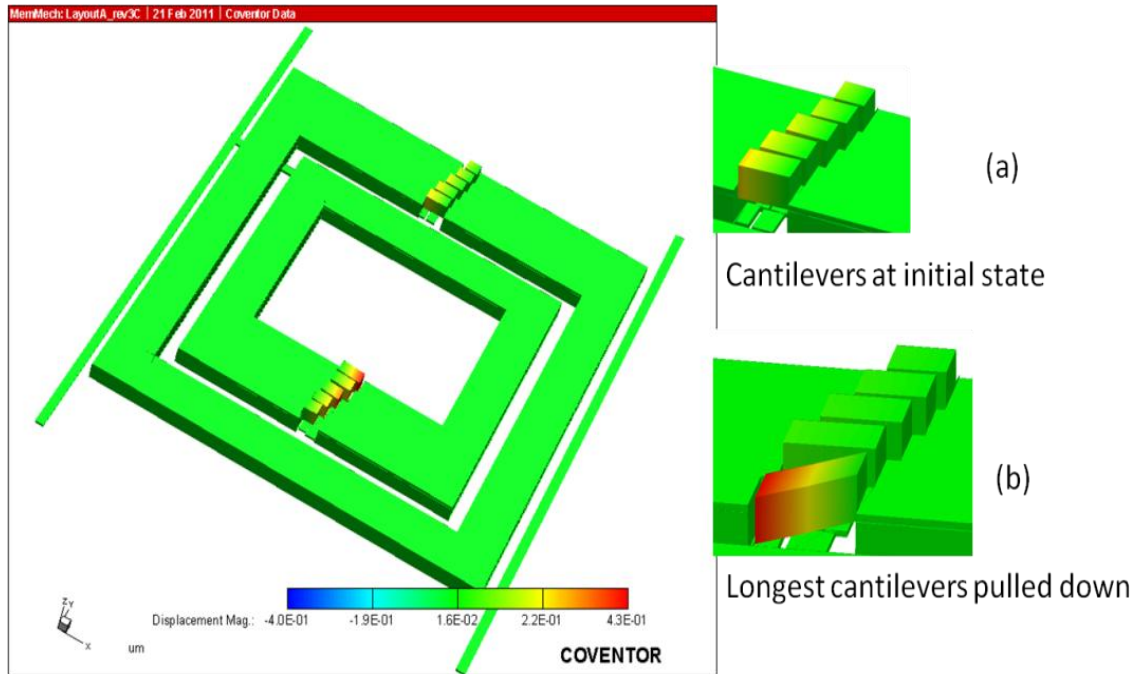 MemMech: LayoutA_rev3C | 21 Feb 2011 | Coventor Data
(a)
Cantilevers at initial state
(b)
Longest cantilevers pulled down
Z Y
X
Displacement Mag.: -4.0E-01 -1.9E-01 1.6E-02 2.2E-01 4.3E-01
um
COVENTOR